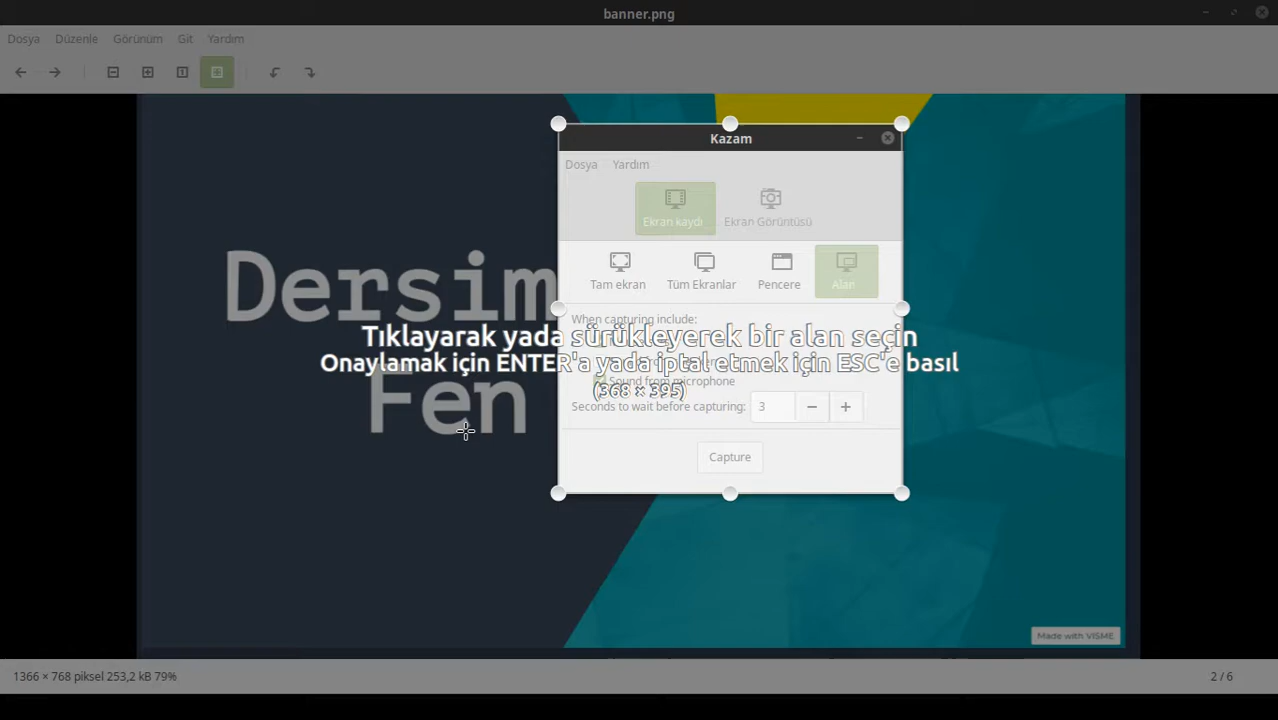 banner.png
Dosya Düzenle Görünüm Git Yardım
Kazam
Dosya Yardım
Ekran kaydı Ekran Görüntüsü
Tam ekran Tüm Ekranlar Pencere Alan
Dersim
Fen
When capturing include:
Tıklayarak yada sürükleyerek bir alan seçin
Onaylamak için ENTER'a yada iptal etmek için ESC'e basıl
Sound from microphone
(368 × 395)
Seconds to wait before capturing: 3
Capture
Made with VISME
1366 × 768 piksel 253,2 kB 79% 2 / 6